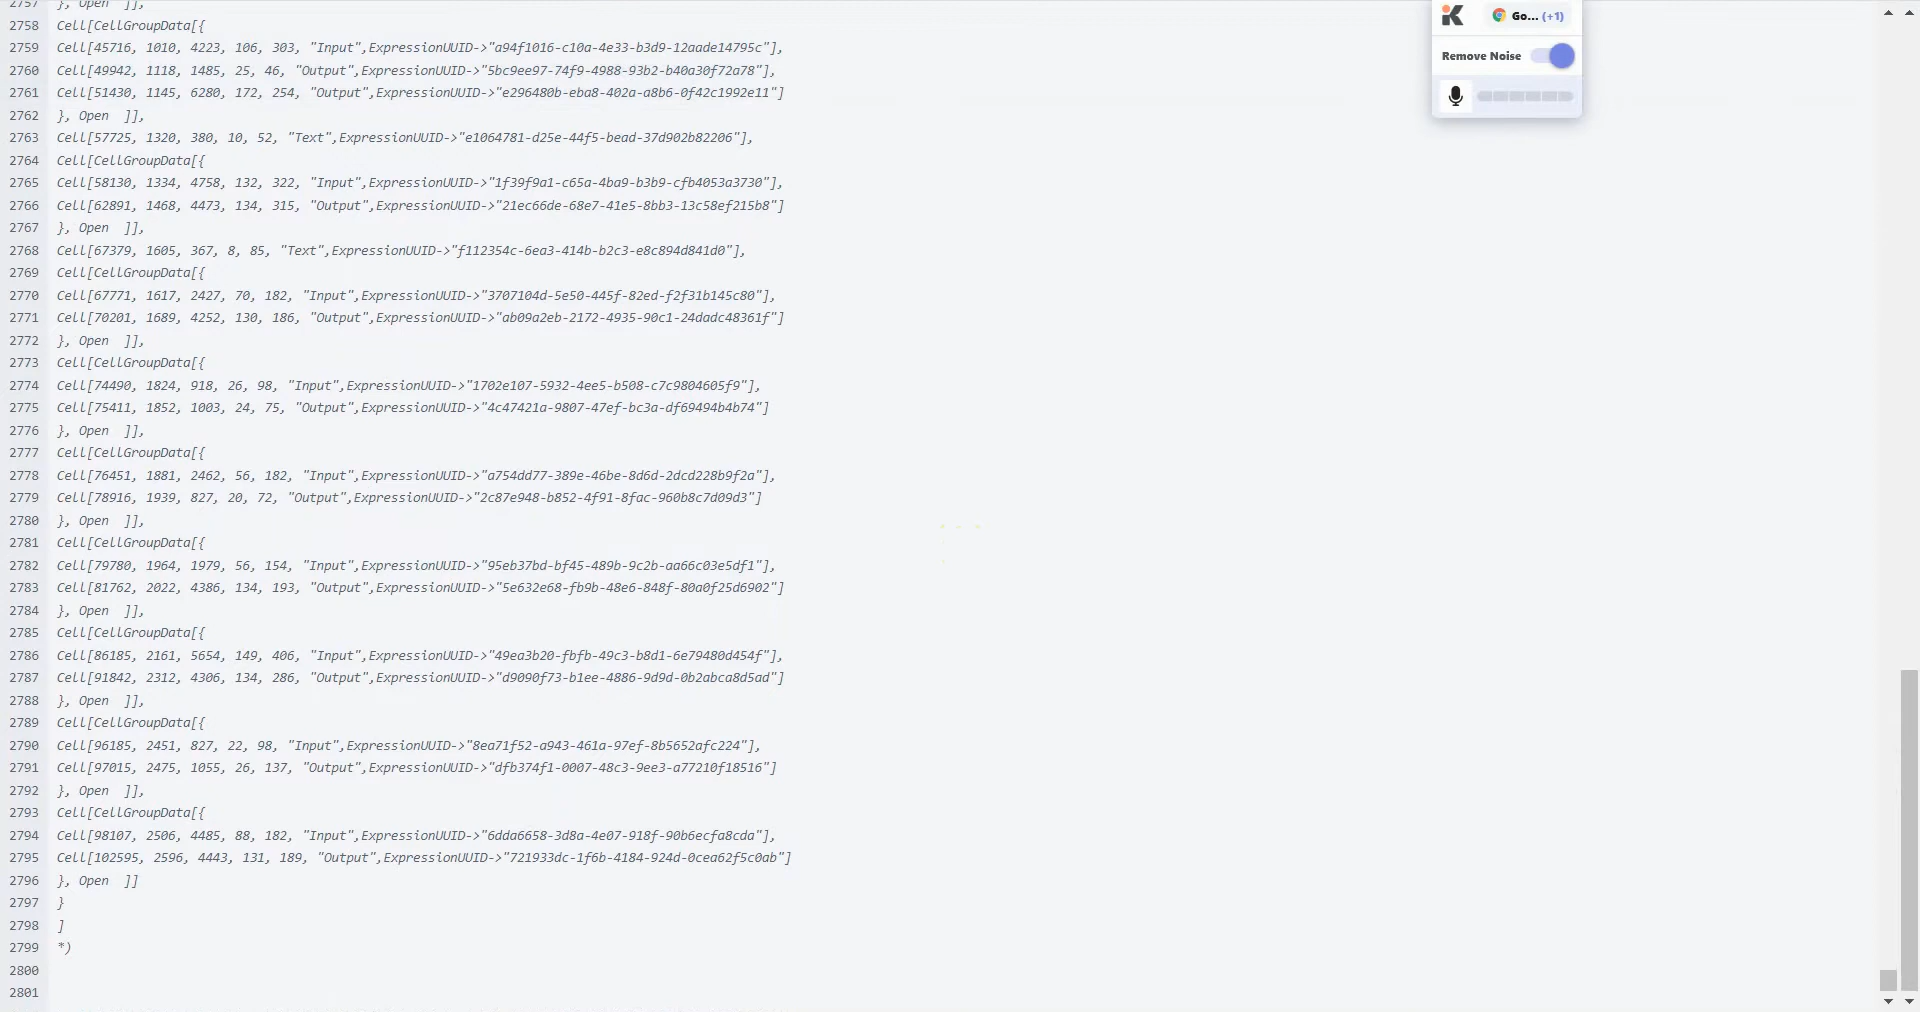 2757 }, Open  ]],
2758 Cell[CellGroupData[{
2759 Cell[45716, 1010, 4223, 106, 303, "Input",ExpressionUUID->"a94f1016-c10a-4e33-b3d9-12aade14795c"],
2760 Cell[49942, 1118, 1485, 25, 46, "Output",ExpressionUUID->"5bc9ee97-74f9-4988-93b2-b40a30f72a78"],
2761 Cell[51430, 1145, 6280, 172, 254, "Output",ExpressionUUID->"e296480b-eba8-402a-a8b6-0f42c1992e11"]
2762 }, Open  ]],
2763 Cell[57725, 1320, 380, 10, 52, "Text",ExpressionUUID->"e1064781-d25e-44f5-bead-37d902b82206"],
2764 Cell[CellGroupData[{
2765 Cell[58130, 1334, 4758, 132, 322, "Input",ExpressionUUID->"1f39f9a1-c65a-4ba9-b3b9-cfb4053a3730"],
2766 Cell[62891, 1468, 4473, 134, 315, "Output",ExpressionUUID->"21ec66de-68e7-41e5-8bb3-13c58ef215b8"]
2767 }, Open  ]],
2768 Cell[67379, 1605, 367, 8, 85, "Text",ExpressionUUID->"f112354c-6ea3-414b-b2c3-e8c894d841d0"],
2769 Cell[CellGroupData[{
2770 Cell[67771, 1617, 2427, 70, 182, "Input",ExpressionUUID->"3707104d-5e50-445f-82ed-f2f31b145c80"],
2771 Cell[70201, 1689, 4252, 130, 186, "Output",ExpressionUUID->"ab09a2eb-2172-4935-90c1-24dadc48361f"]
2772 }, Open  ]],
2773 Cell[CellGroupData[{
2774 Cell[74490, 1824, 918, 26, 98, "Input",ExpressionUUID->"1702e107-5932-4ee5-b508-c7c9804605f9"],
2775 Cell[75411, 1852, 1003, 24, 75, "Output",ExpressionUUID->"4c47421a-9807-47ef-bc3a-df69494b4b74"]
2776 }, Open  ]],
2777 Cell[CellGroupData[{
2778 Cell[76451, 1881, 2462, 56, 182, "Input",ExpressionUUID->"a754dd77-389e-46be-8d6d-2dcd228b9f2a"],
2779 Cell[78916, 1939, 827, 20, 72, "Output",ExpressionUUID->"2c87e948-b852-4f91-8fac-960b8c7d09d3"]
2780 }, Open  ]],
2781 Cell[CellGroupData[{
2782 Cell[79780, 1964, 1979, 56, 154, "Input",ExpressionUUID->"95eb37bd-bf45-489b-9c2b-aa66c03e5df1"],
2783 Cell[81762, 2022, 4386, 134, 193, "Output",ExpressionUUID->"5e632e68-fb9b-48e6-848f-80a0f25d6902"]
2784 }, Open  ]],
2785 Cell[CellGroupData[{
2786 Cell[86185, 2161, 5654, 149, 406, "Input",ExpressionUUID->"49ea3b20-fbfb-49c3-b8d1-6e79480d454f"],
2787 Cell[91842, 2312, 4306, 134, 286, "Output",ExpressionUUID->"d9090f73-b1ee-4886-9d9d-0b2abca8d5ad"]
2788 }, Open  ]],
2789 Cell[CellGroupData[{
2790 Cell[96185, 2451, 827, 22, 98, "Input",ExpressionUUID->"8ea71f52-a943-461a-97ef-8b5652afc224"],
2791 Cell[97015, 2475, 1055, 26, 137, "Output",ExpressionUUID->"dfb374f1-0007-48c3-9ee3-a77210f18516"]
2792 }, Open  ]],
2793 Cell[CellGroupData[{
2794 Cell[98107, 2506, 4485, 88, 182, "Input",ExpressionUUID->"6dda6658-3d8a-4e07-918f-90b6ecfa8cda"],
2795 Cell[102595, 2596, 4443, 131, 189, "Output",ExpressionUUID->"721933dc-1f6b-4184-924d-0cea62f5c0ab"]
2796 }, Open  ]]
2797 }
2798 ]
2799 *)
2800
2801
Go... (+1)
Remove Noise